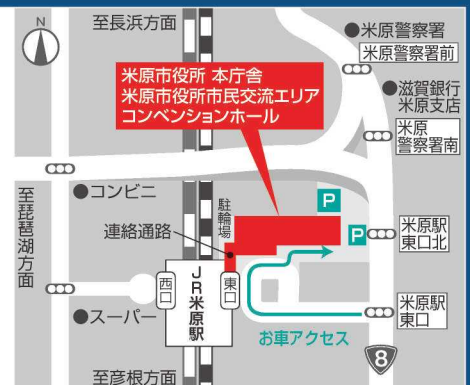 N
至長浜方面
米原警察署
米原警察署前
米原市役所 本庁舎
米原市役所市民交流エリア
コンベンションホール
滋賀銀行
米原支店
米原
警察署南
コンビニ
至琵琶湖方面
駐輪場
P
連絡通路
P
米原駅
東口北
西口
JR米原駅
東口
米原駅
東口
スーパー
お車アクセス
8
至彦根方面